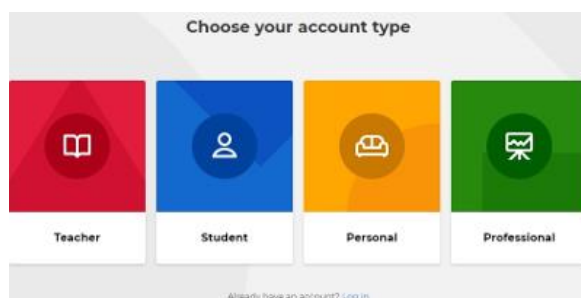 Choose your account type
Teacher
Student
Personal
Professional
Already have an account? Log in